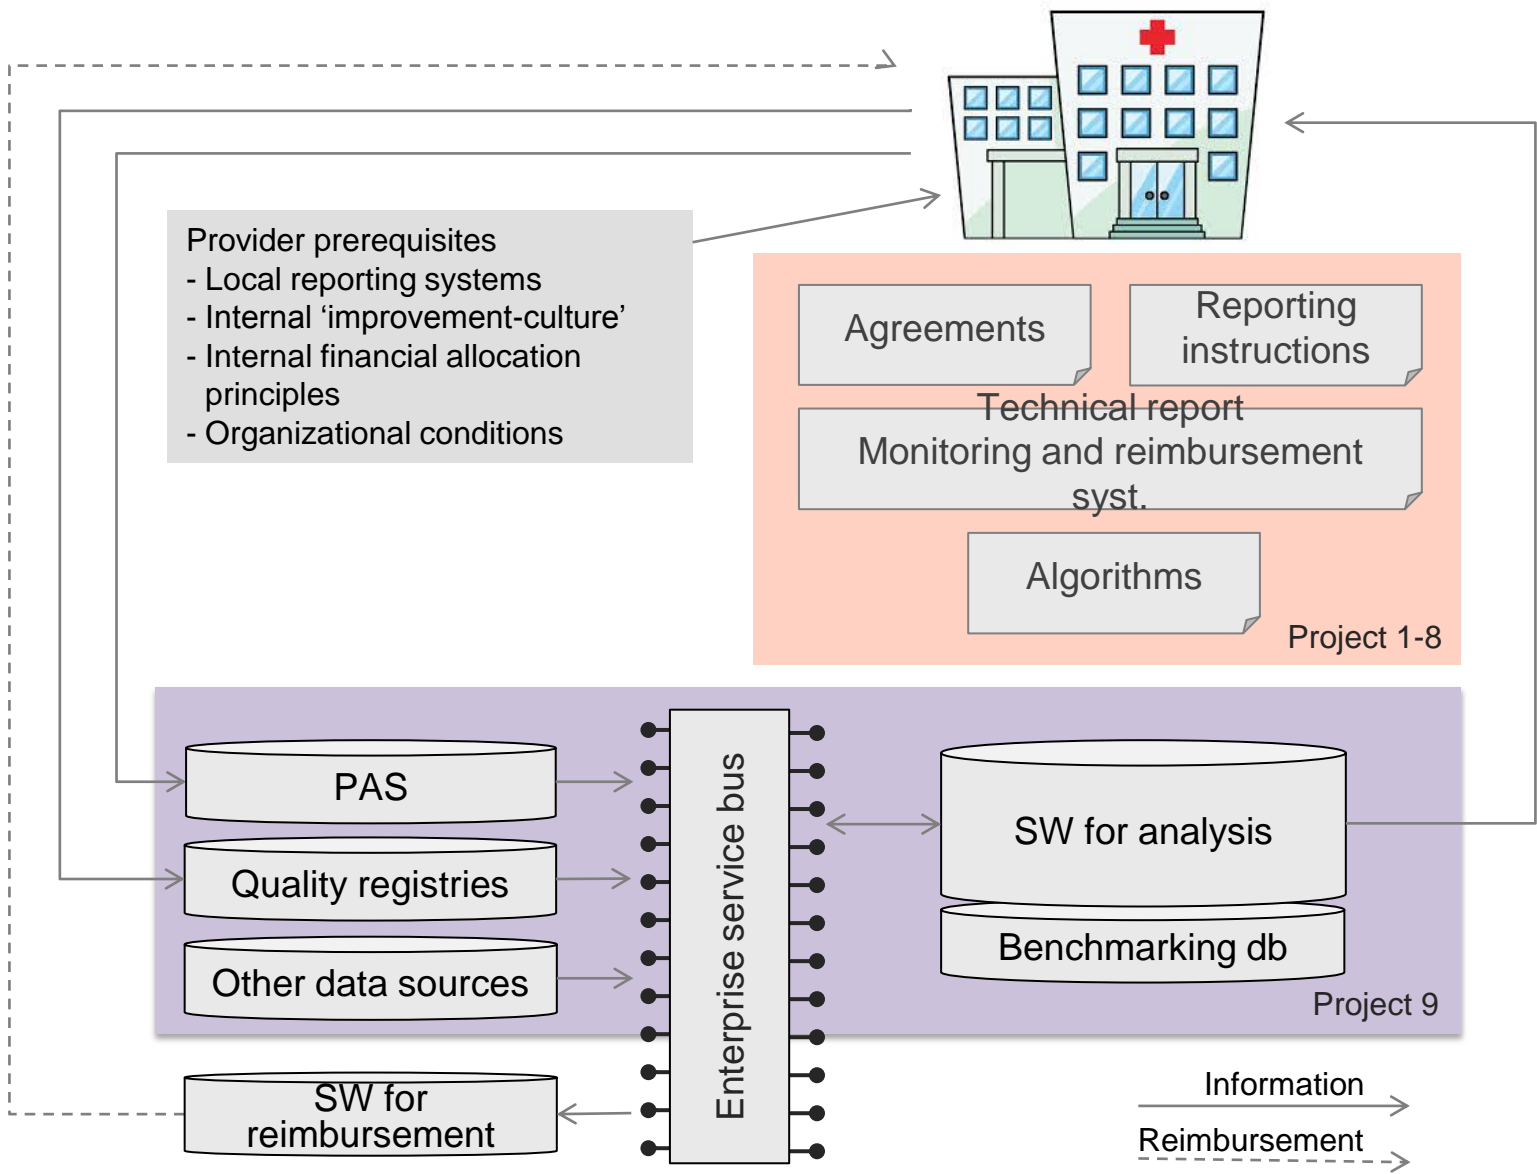 Provider prerequisites
- Local reporting systems
- Internal ‘improvement-culture’
- Internal financial allocation
principles
- Organizational conditions
Agreements
Reporting
instructions
Technical report
Monitoring and reimbursement
syst.
Algorithms
Project 1-8
PAS
Quality registries
Other data sources
Enterprise service bus
SW for analysis
Benchmarking db
Project 9
SW for
reimbursement
Information
Reimbursement